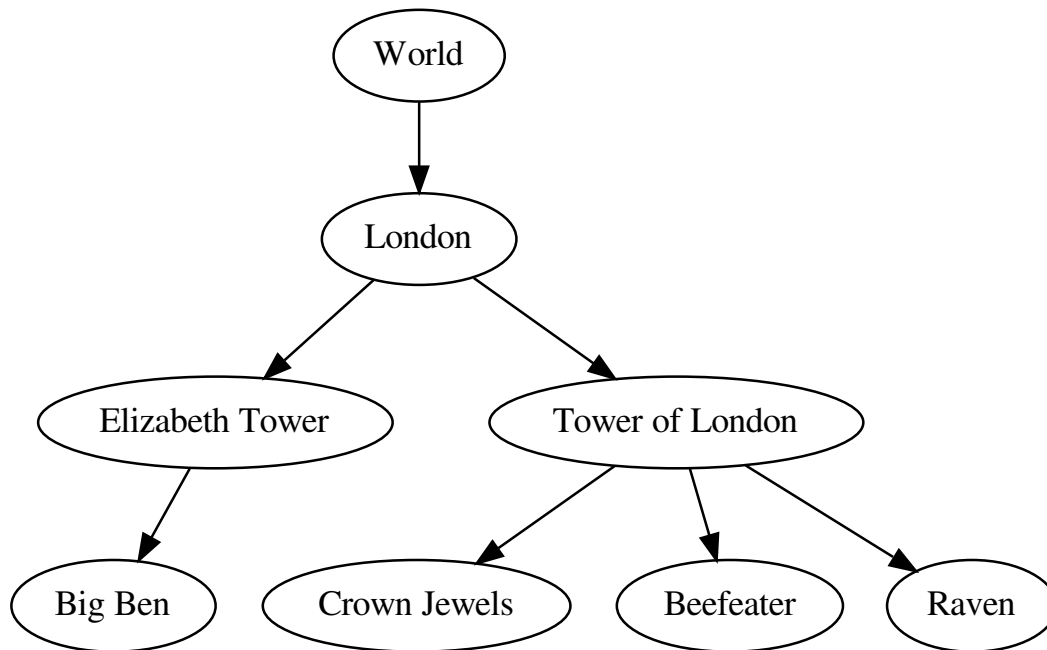 World
London
Elizabeth Tower
Tower of London
Big Ben
Crown Jewels
Beefeater
Raven